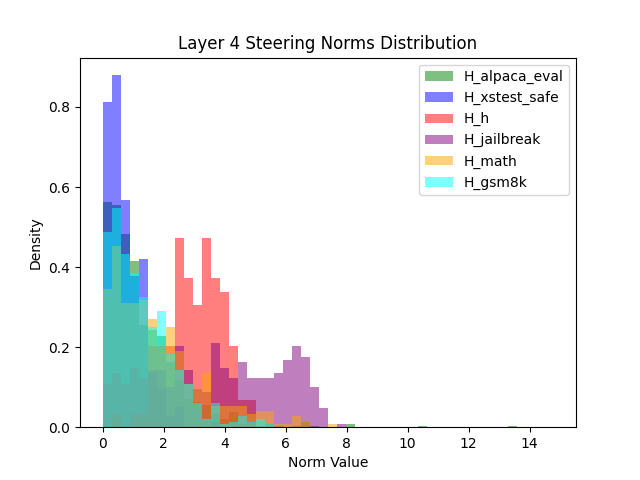 Layer 4 Steering Norms Distribution
H_alpaca_eval
H_xstest_safe
H_h
H_jailbreak
H_math
H_gsm8k
Density
0.8
0.6
0.4
0.2
0.0
0 2 4 6 8 10 12 14
Norm Value